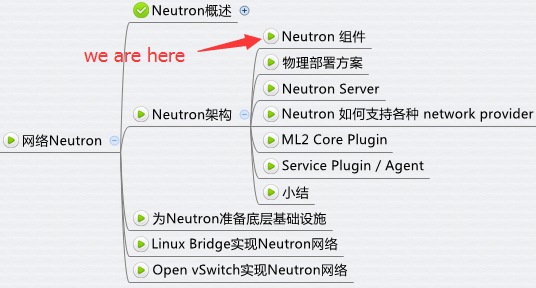 Neutron概述
we are here
Neutron 组件
物理部署方案
Neutron Server
Neutron架构
Neutron 如何支持各种 network provider
网络Neutron
ML2 Core Plugin
Service Plugin / Agent
小结
为Neutron准备底层基础设施
Linux Bridge实现Neutron网络
Open vSwitch实现Neutron网络